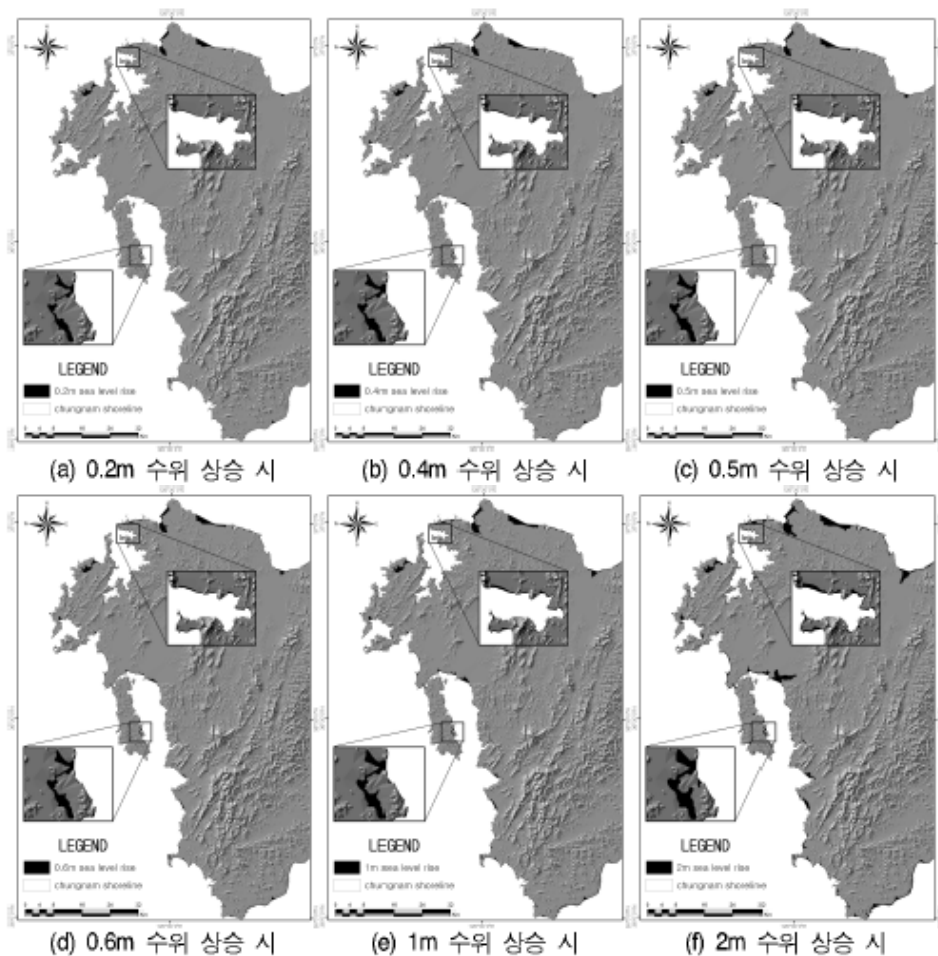 LEGEND
0.2m sea level rise
chungnam shoreline
(a) 0.2m 수위 상승 시
LEGEND
0.4m sea level rise
chungnam shoreline
(b) 0.4m 수위 상승 시
LEGEND
0.5m sea level rise
chungnam shoreline
(c) 0.5m 수위 상승 시
LEGEND
0.6m sea level rise
chungnam shoreline
(d) 0.6m 수위 상승 시
LEGEND
1m sea level rise
chungnam shoreline
(e) 1m 수위 상승 시
LEGEND
2m sea level rise
chungnam shoreline
(f) 2m 수위 상승 시